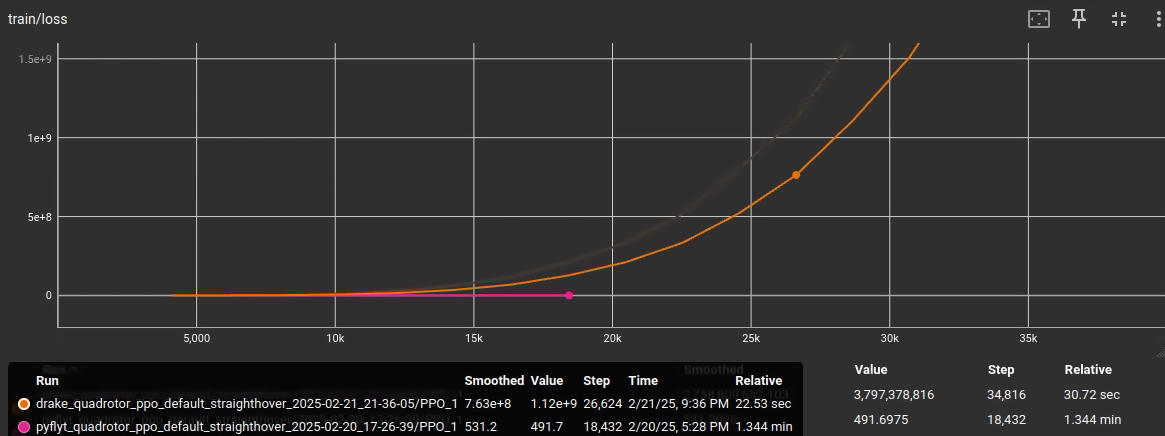 train/loss
1.5e+9
1e+9
5e+8
0
5,000 10k 15k 20k 25k 30k 35k
Run Smoothed Value Step Time Relative
drake_quadrotor_ppo_default_straighthover_2025-02-21_21-36-05/PPO_1 7.63e+8 1.12e+9 26,624 2/21/25, 9:36 PM 22.53 sec
pyflyt_quadrotor_ppo_default_straighthover_2025-02-20_17-26-39/PPO_1 531.2 491.7 18,432 2/20/25, 5:28 PM 1.344 min
Value Step Relative
3,797,378,816 34,816 30.72 sec
491.6975 18,432 1.344 min